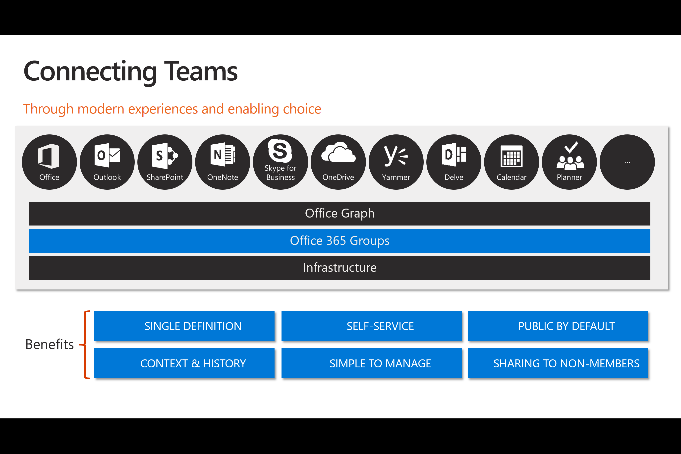 Connecting Teams
Through modern experiences and enabling choice
Office
Outlook
SharePoint
OneNote
Skype for
Business
OneDrive
Yammer
Delve
Calendar
Planner
...
Office Graph
Office 365 Groups
Infrastructure
Benefits
SINGLE DEFINITION
SELF-SERVICE
PUBLIC BY DEFAULT
CONTEXT & HISTORY
SIMPLE TO MANAGE
SHARING TO NON-MEMBERS